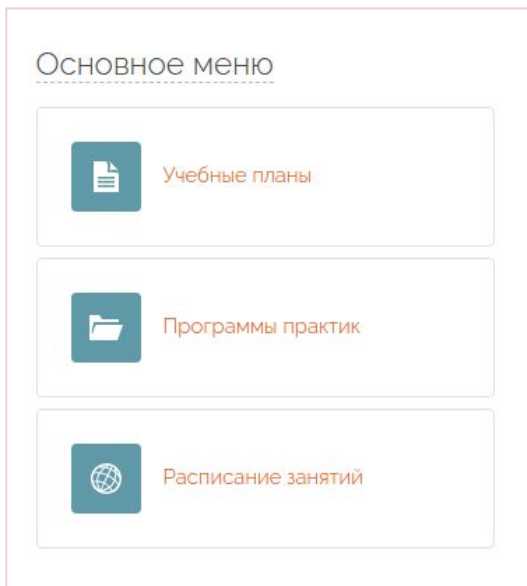 Основное меню
Учебные планы
Программы практик
Расписание занятий